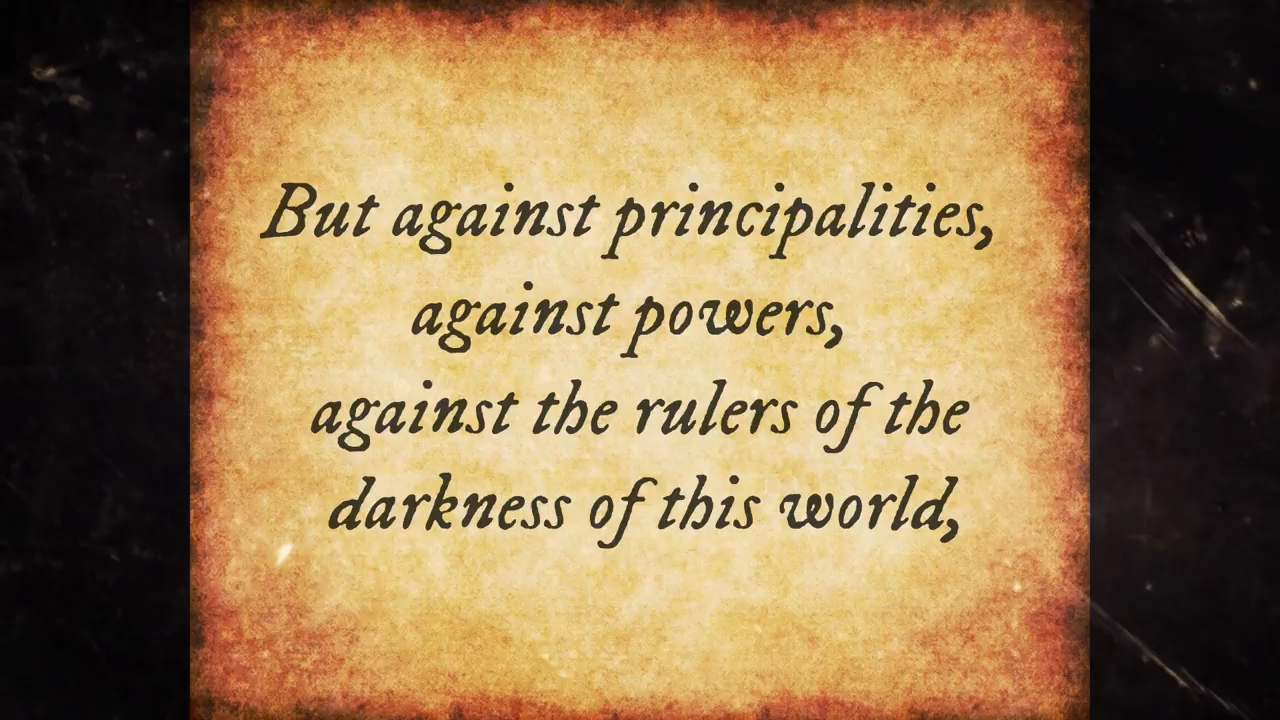 But against principalities,
against powers,
against the rulers of the
darkness of this world,